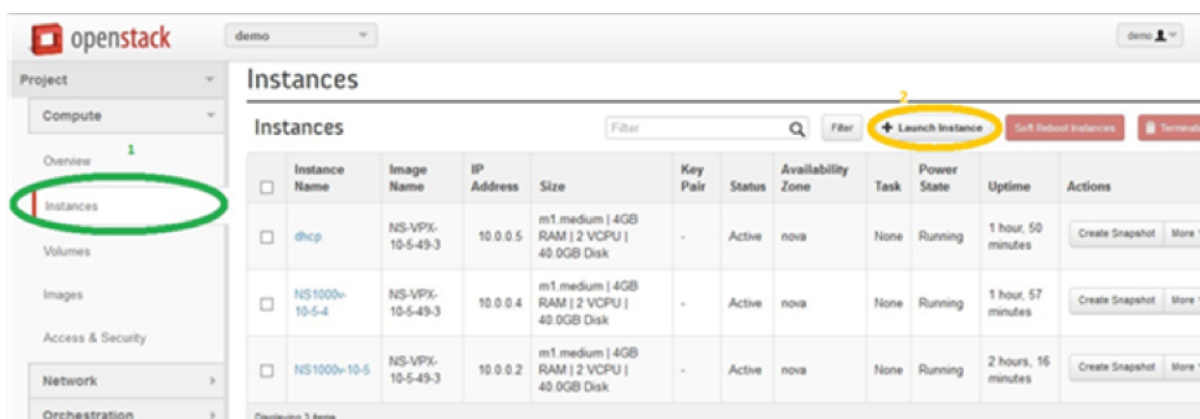 openstack
demo
demo
Project
Compute
Overview
1
Instances
Volumes
Images
Access & Security
Network
Orchestration
Instances
2
Instances
Filter
Filter
+ Launch Instance
Soft Reboot Instances
Instance Name
Image Name
IP Address
Size
Key Pair
Status
Availability Zone
Task
Power State
Uptime
Actions
dhcp
NS-VPX-
10-5-49-3
10.0.0.5
m1.medium | 4GB
RAM | 2 VCPU |
40.0GB Disk
-
Active
nova
None
Running
1 hour, 50
minutes
Create Snapshot
More
NS1000v-
10-5-4
NS-VPX-
10-5-49-3
10.0.0.4
m1.medium | 4GB
RAM | 2 VCPU |
40.0GB Disk
-
Active
nova
None
Running
1 hour, 57
minutes
Create Snapshot
More
NS1000v-10-5
NS-VPX-
10-5-49-3
10.0.0.2
m1.medium | 4GB
RAM | 2 VCPU |
40.0GB Disk
-
Active
nova
None
Running
2 hours, 16
minutes
Create Snapshot
More
Displaying 3 items